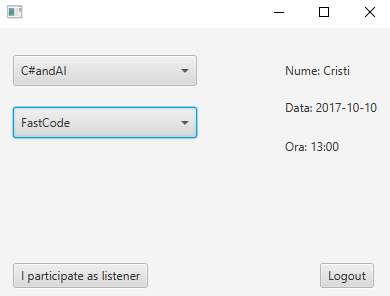 C#andAI
FastCode
Nume: Cristi
Data: 2017-10-10
Ora: 13:00
I participate as listener
Logout